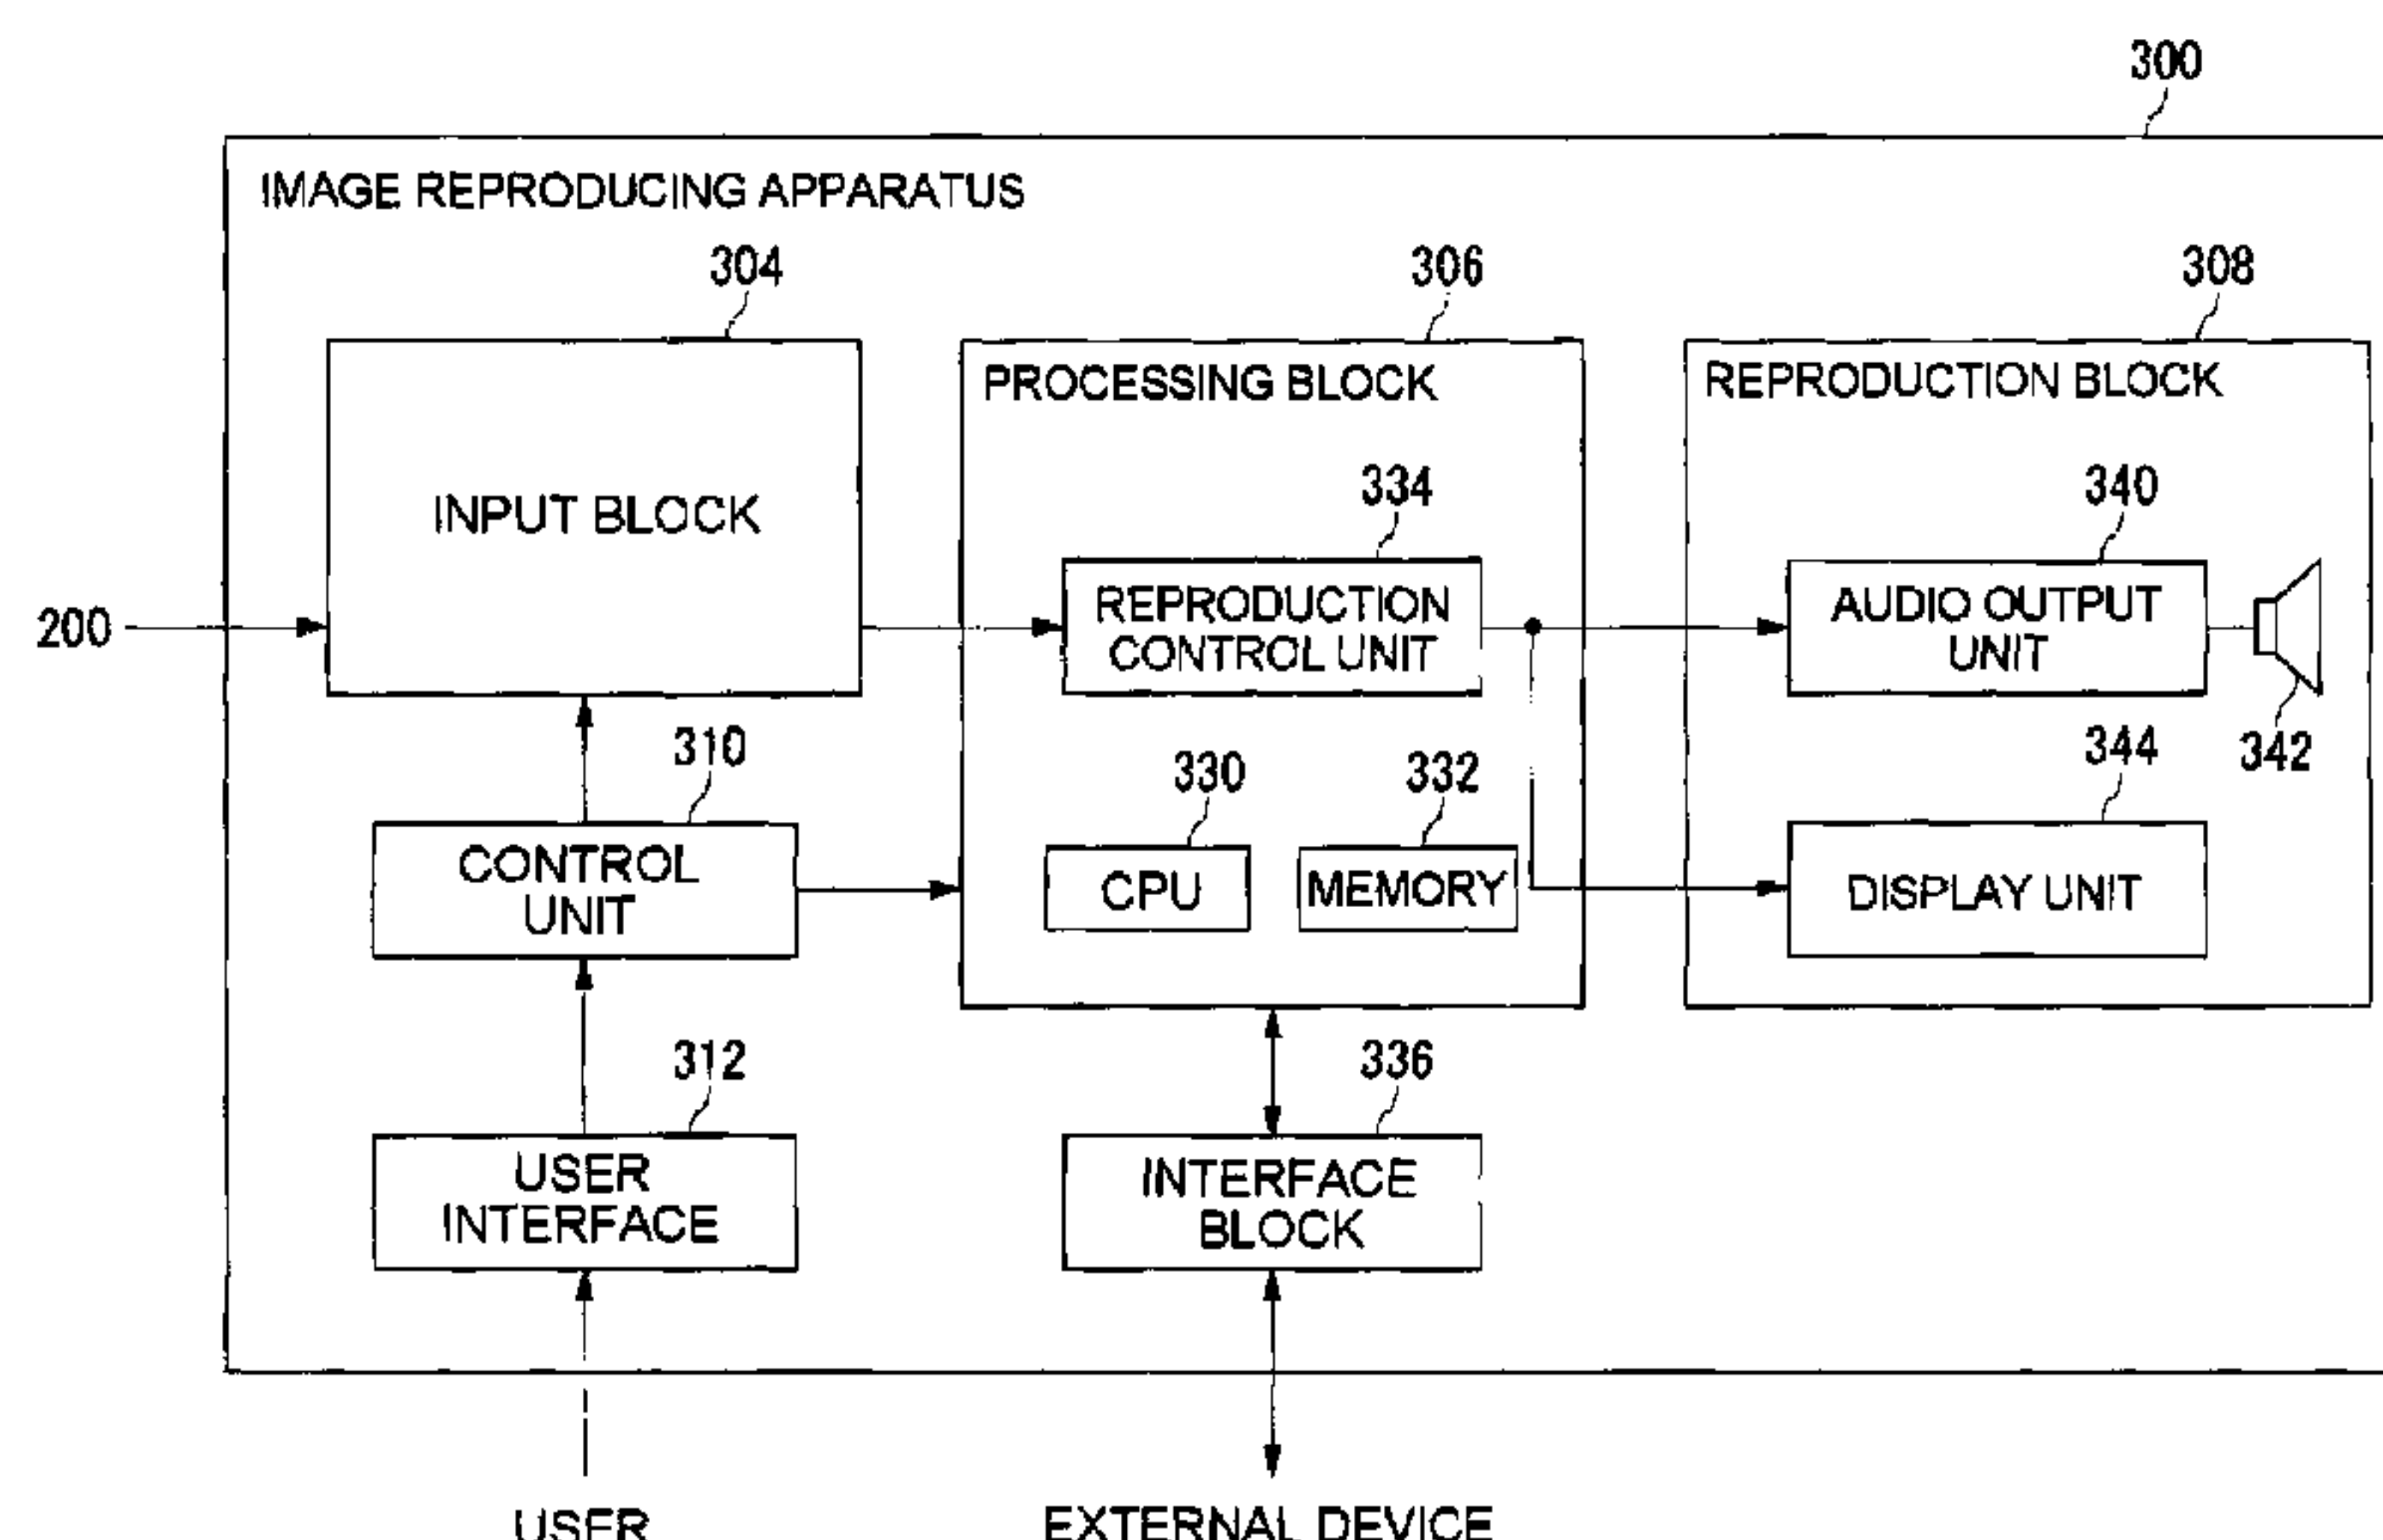 300
IMAGE REPRODUCING APPARATUS
304
306
308
INPUT BLOCK
PROCESSING BLOCK
REPRODUCTION BLOCK
334
340
200
REPRODUCTION
CONTROL UNIT
AUDIO OUTPUT
UNIT
342
310
330
332
344
CONTROL
UNIT
CPU
MEMORY
DISPLAY UNIT
312
336
USER
INTERFACE
INTERFACE
BLOCK
USER
EXTERNAL DEVICE